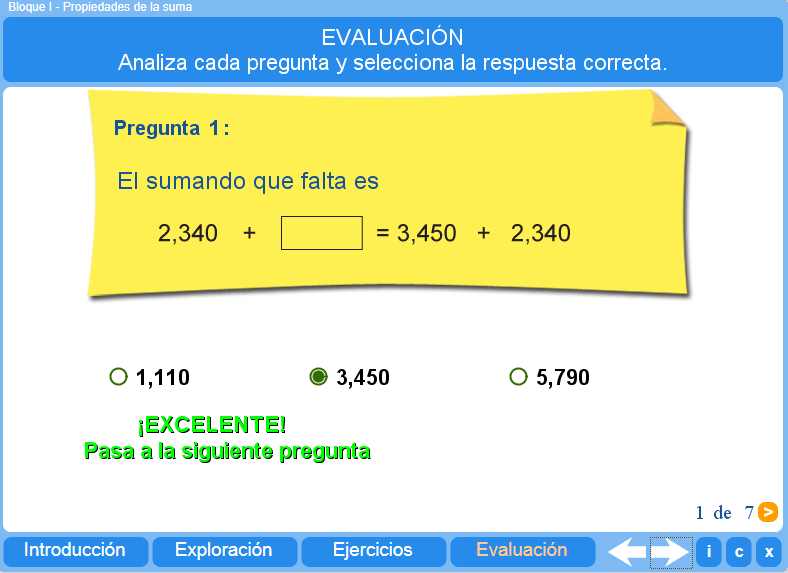 Bloque I - Propiedades de la suma
EVALUACIÓN
Analiza cada pregunta y selecciona la respuesta correcta.
Pregunta 1:
El sumando que falta es
2,340 + = 3,450 + 2,340
1,110 3,450 5,790
¡EXCELENTE!
Pasa a la siguiente pregunta
1 de 7 >
Introducción Exploración Ejercicios Evaluación i c x